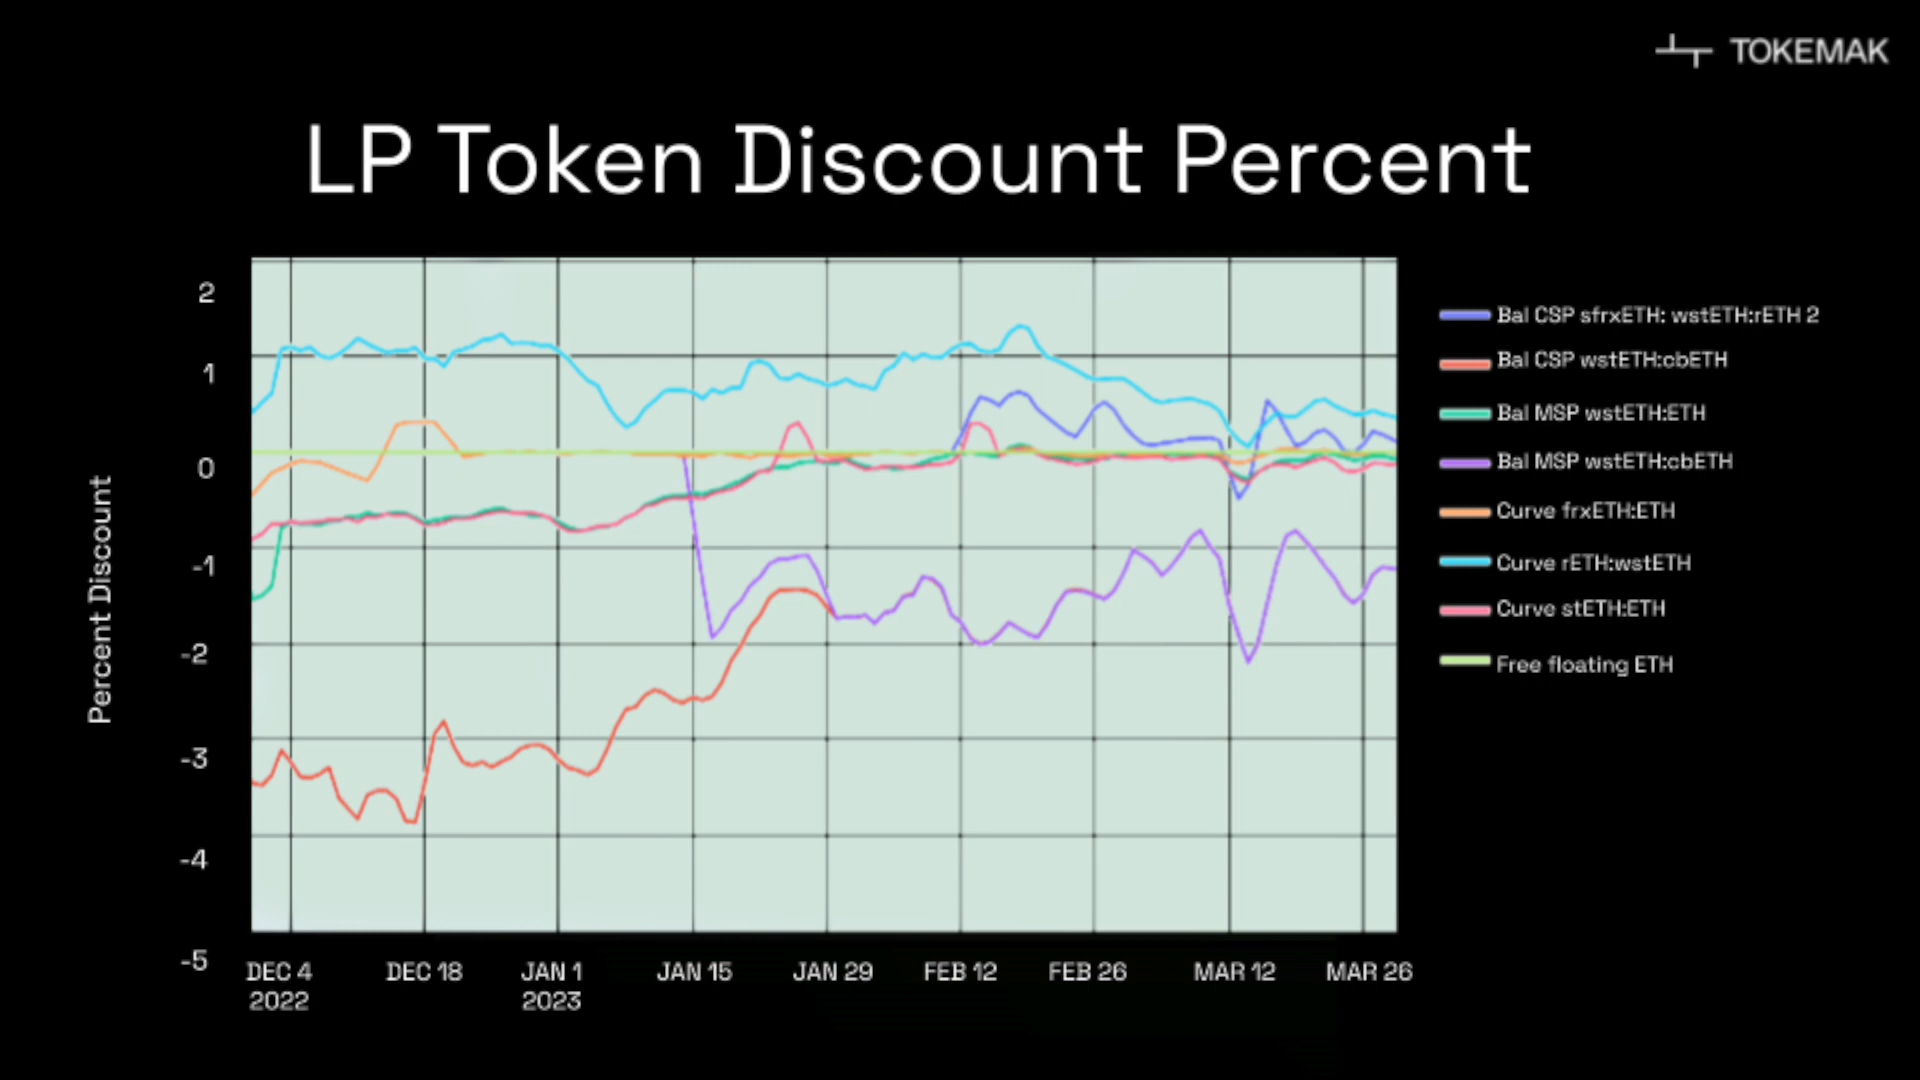 TOKEMAK
LP Token Discount Percent
Percent Discount
2
1
0
-1
-2
-3
-4
-5
DEC 4
2022
DEC 18
JAN 1
2023
JAN 15
JAN 29
FEB 12
FEB 26
MAR 12
MAR 26
Bal CSP sfrxETH: wstETH:rETH 2
Bal CSP wstETH:cbETH
Bal MSP wstETH:ETH
Bal MSP wstETH:cbETH
Curve frxETH:ETH
Curve rETH:wstETH
Curve stETH:ETH
Free floating ETH